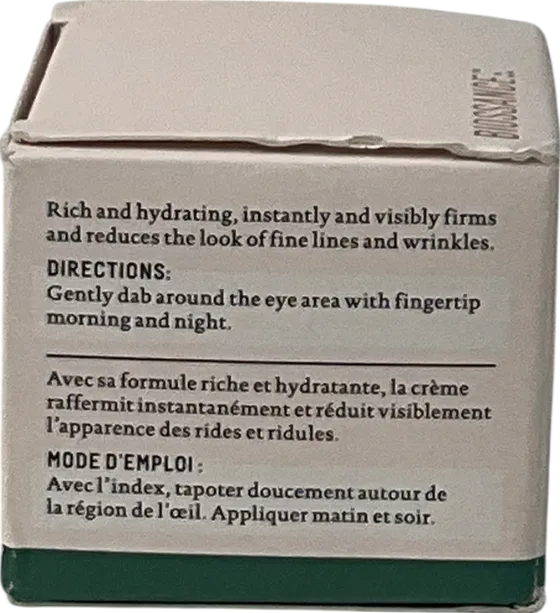 BIOSSANCE
Rich and hydrating, instantly and visibly firms
and reduces the look of fine lines and wrinkles.
DIRECTIONS:
Gently dab around the eye area with fingertip
morning and night.
Avec sa formule riche et hydratante, la crème
raffermit instantanément et réduit visiblement
l'apparence des rides et ridules.
MODE D'EMPLOI :
Avec l'index, tapoter doucement autour de
la région de l'œil. Appliquer matin et soir.